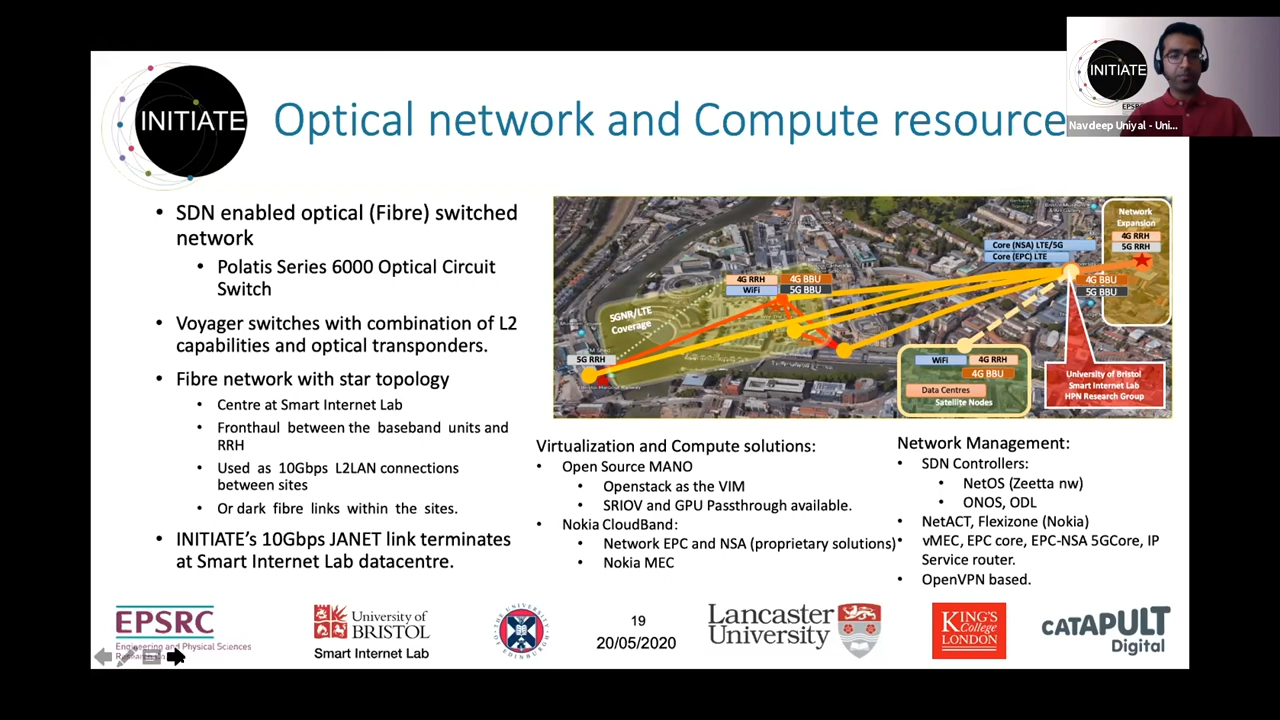 INITIATE
Optical network and Compute resource
INITIATE
EPSRC
Navdeep Uniyal - Uni...
• SDN enabled optical (Fibre) switched
network
• Polatis Series 6000 Optical Circuit
Switch
• Voyager switches with combination of L2
capabilities and optical transponders.
• Fibre network with star topology
• Centre at Smart Internet Lab
• Fronthaul between the baseband units and
RRH
• Used as 10Gbps L2LAN connections
between sites
• Or dark fibre links within the sites.
• INITIATE's 10Gbps JANET link terminates
at Smart Internet Lab datacentre.
Network
Expansion
4G RRH
5G RRH
Core (NSA) LTE/5G
Core (EPC) LTE
4G BBU
5G BBU
4G RRH 4G BBU
WiFi 5G BBU
5GNR/LTE
Coverage
5G RRH
WiFi 4G RRH
4G BBU
Data Centres
Satellite Nodes
University of Bristol
Smart Internet Lab
HPN Research Group
Virtualization and Compute solutions:
• Open Source MANO
• Openstack as the VIM
• SRIOV and GPU Passthrough available.
• Nokia CloudBand:
• Network EPC and NSA (proprietary solutions)
• Nokia MEC
Network Management:
• SDN Controllers:
• NetOS (Zeetta nw)
• ONOS, ODL
• NetACT, Flexizone (Nokia)
• vMEC, EPC core, EPC-NSA 5GCore, IP
Service router.
• OpenVPN based.
EPSRC
Engineering and Physical Sciences
University of
BRISTOL
Smart Internet Lab
19
20/05/2020
Lancaster
University
KING'S
College
LONDON
CATAPULT
Digital